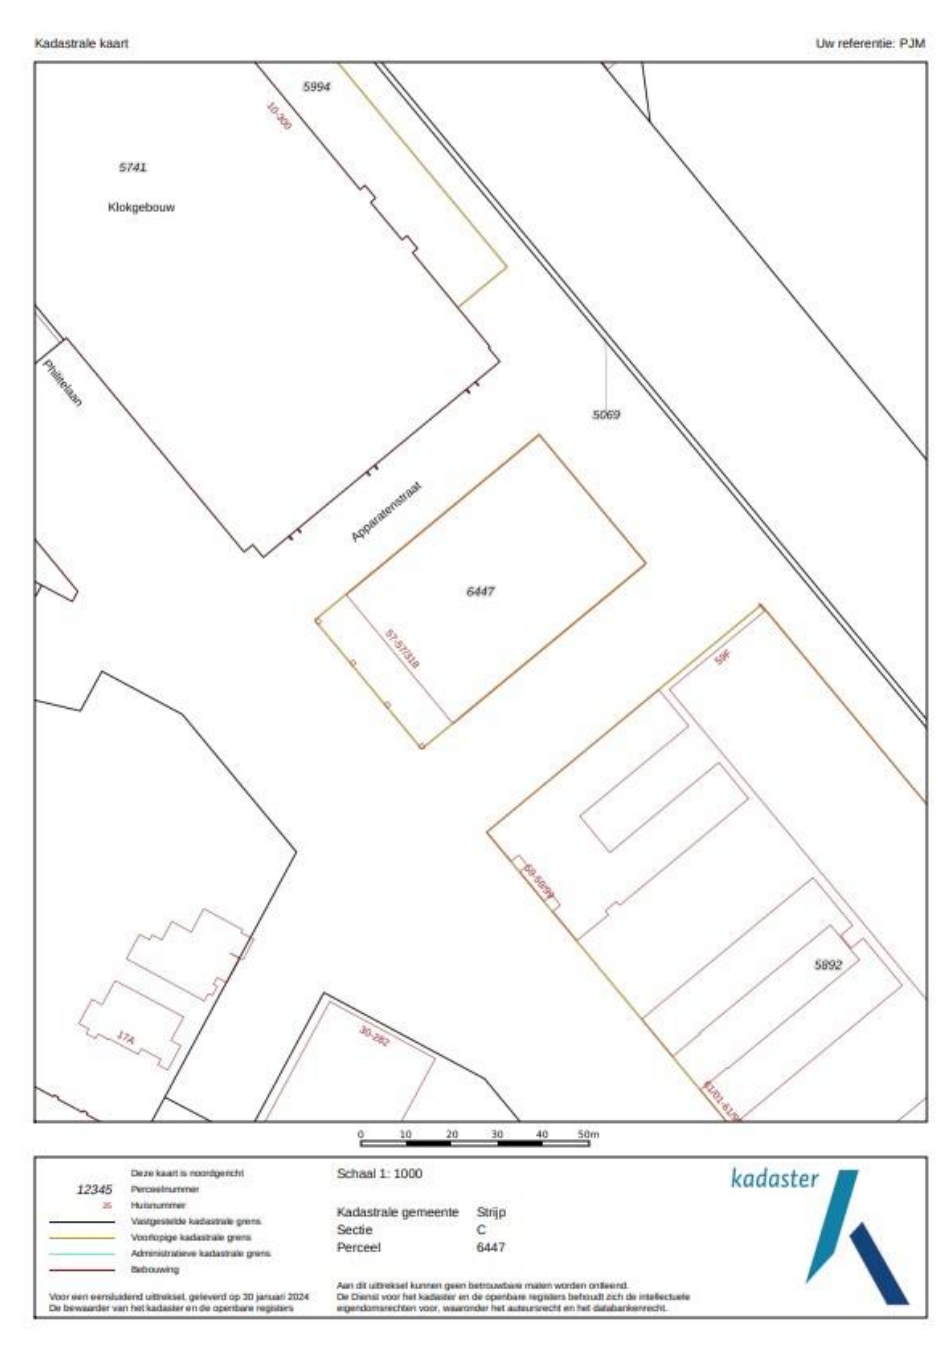 Kadastrale kaart
Uw referentie: PJM
5994
10-300
5741
Klokgebouw
Philitelaan
5069
Apparatenstraat
6447
57-57/318
59F
5892
17A
30-282
0 10 20 30 40 50m
Deze kaart is noordgericht
12345 Perceelnummer
25 Huisnummer
Vastgestelde kadastrale grens
Voorlopige kadastrale grens
Administratieve kadastrale grens
Bebouwing
Voor een eensluidend uittreksel, geleverd op 30 januari 2024
De bewaarder van het kadaster en de openbare registers
Schaal 1: 1000
Kadastrale gemeente Strijp
Sectie C
Perceel 6447
Aan dit uittreksel kunnen geen betrouwbare maten worden ontleend.
De Dienst voor het kadaster en de openbare registers behoudt zich de intellectuele
eigendomsrechten voor, waaronder het auteursrecht en het databankenrecht.
kadaster